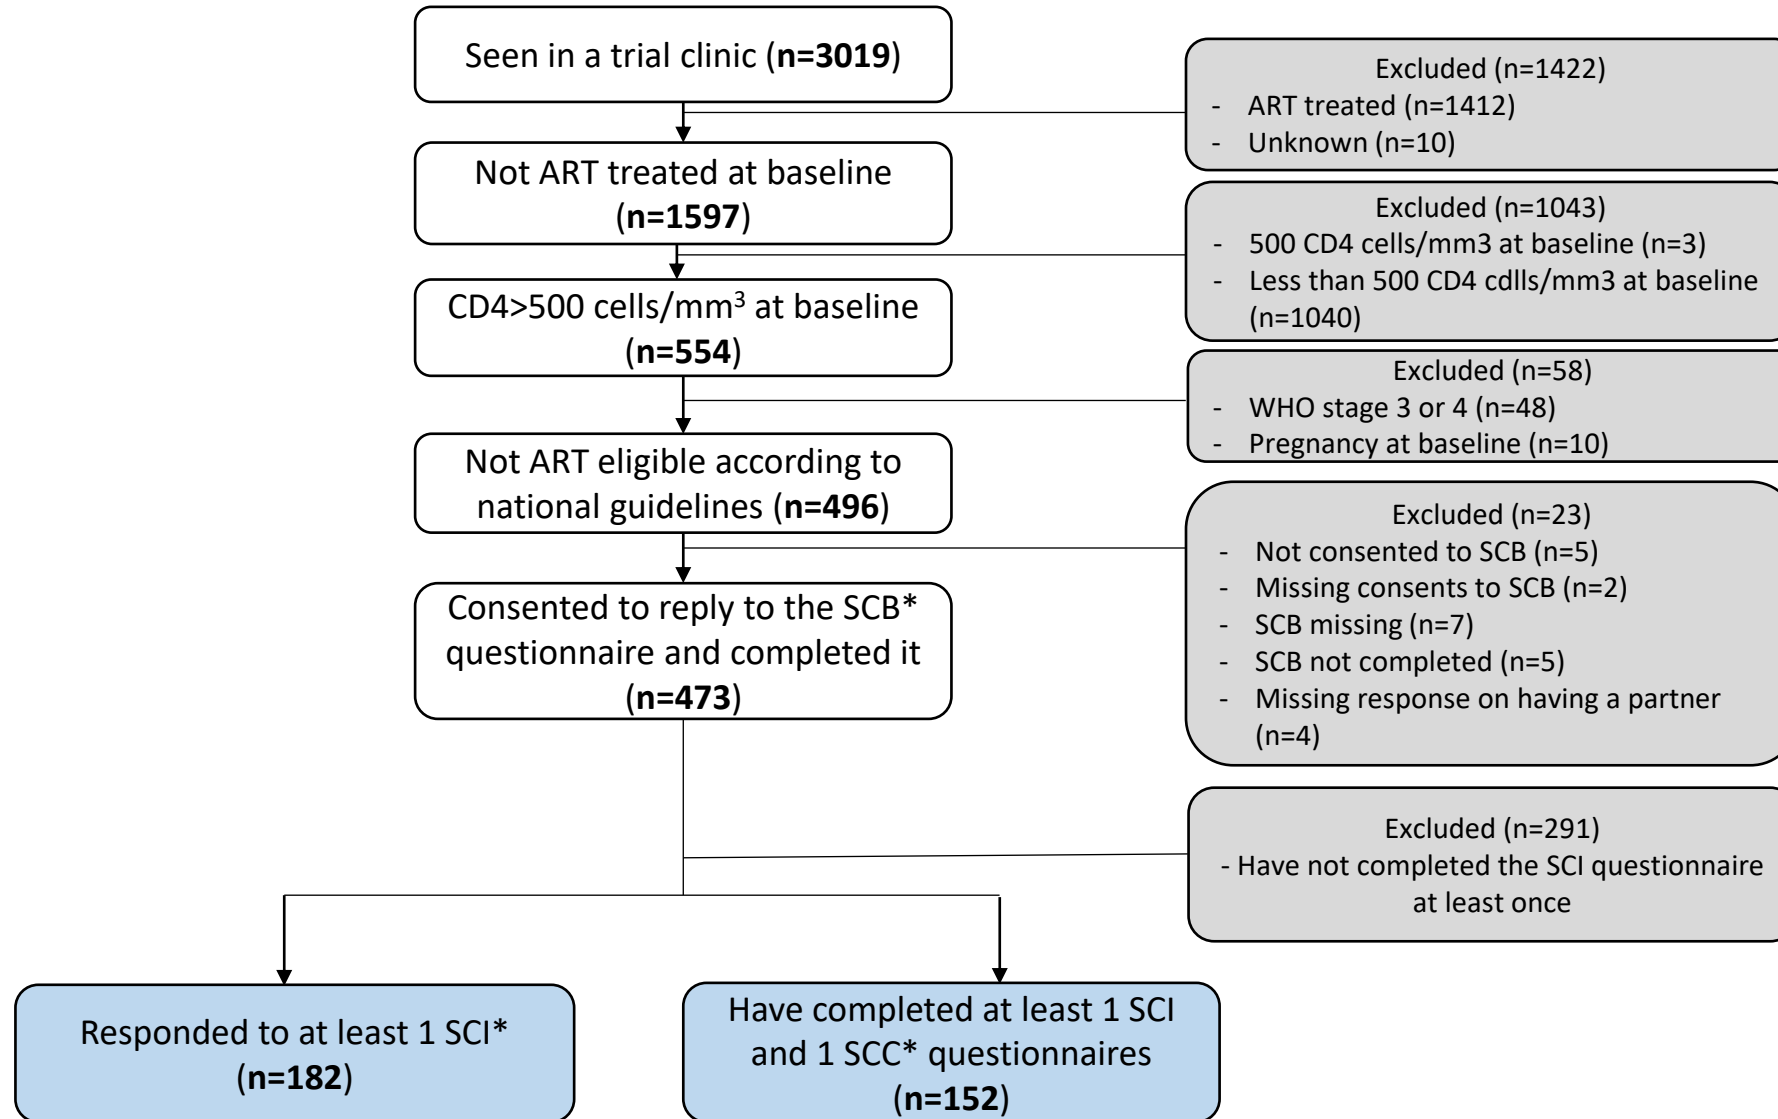 Seen in a trial clinic (n=3019)
Excluded (n=1422)
- ART treated (n=1412)
- Unknown (n=10)
Not ART treated at baseline
(n=1597)
Excluded (n=1043)
- 500 CD4 cells/mm3 at baseline (n=3)
- Less than 500 CD4 cdlls/mm3 at baseline
(n=1040)
CD4>500 cells/mm³ at baseline
(n=554)
Excluded (n=58)
- WHO stage 3 or 4 (n=48)
- Pregnancy at baseline (n=10)
Not ART eligible according to
national guidelines (n=496)
Excluded (n=23)
- Not consented to SCB (n=5)
- Missing consents to SCB (n=2)
- SCB missing (n=7)
- SCB not completed (n=5)
- Missing response on having a partner
(n=4)
Consented to reply to the SCB*
questionnaire and completed it
(n=473)
Excluded (n=291)
- Have not completed the SCI questionnaire
at least once
Responded to at least 1 SCI*
(n=182)
Have completed at least 1 SCI
and 1 SCC* questionnaires
(n=152)